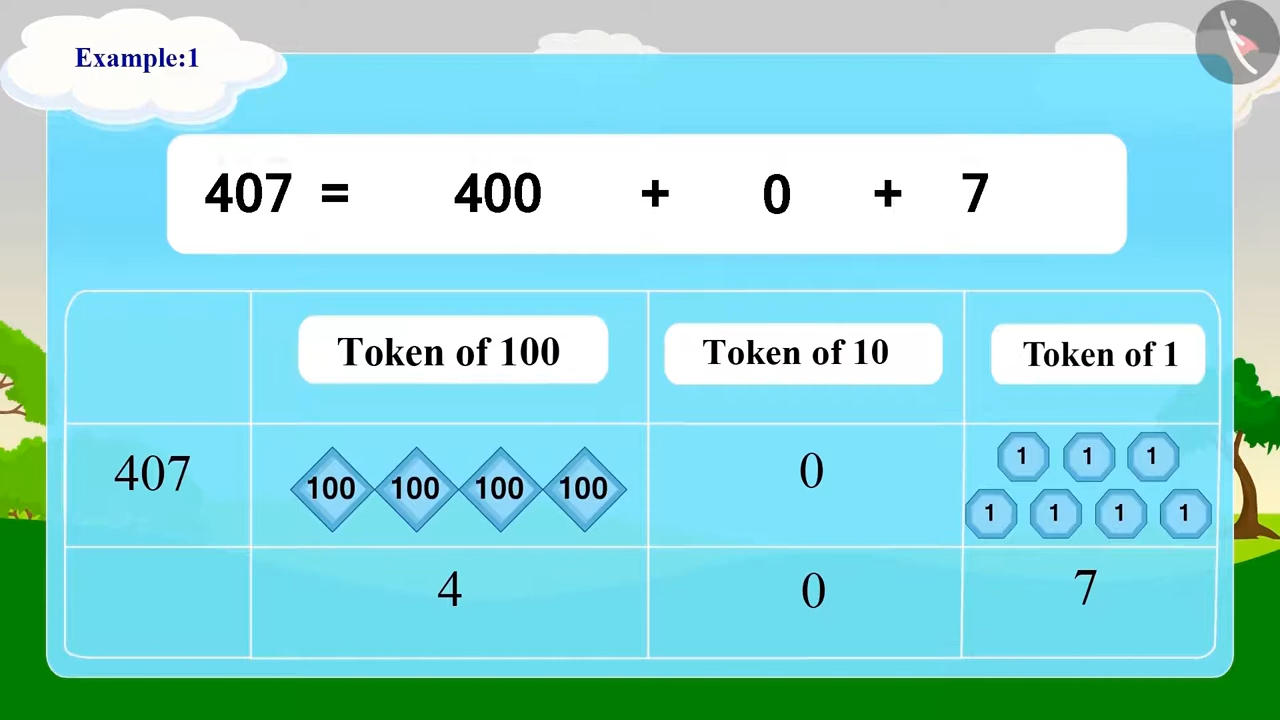 Example:1
407 = 400 + 0 + 7
Token of 100 Token of 10 Token of 1
407 100 100 100 100 0 1 1 1
1 1 1 1
4 0 7